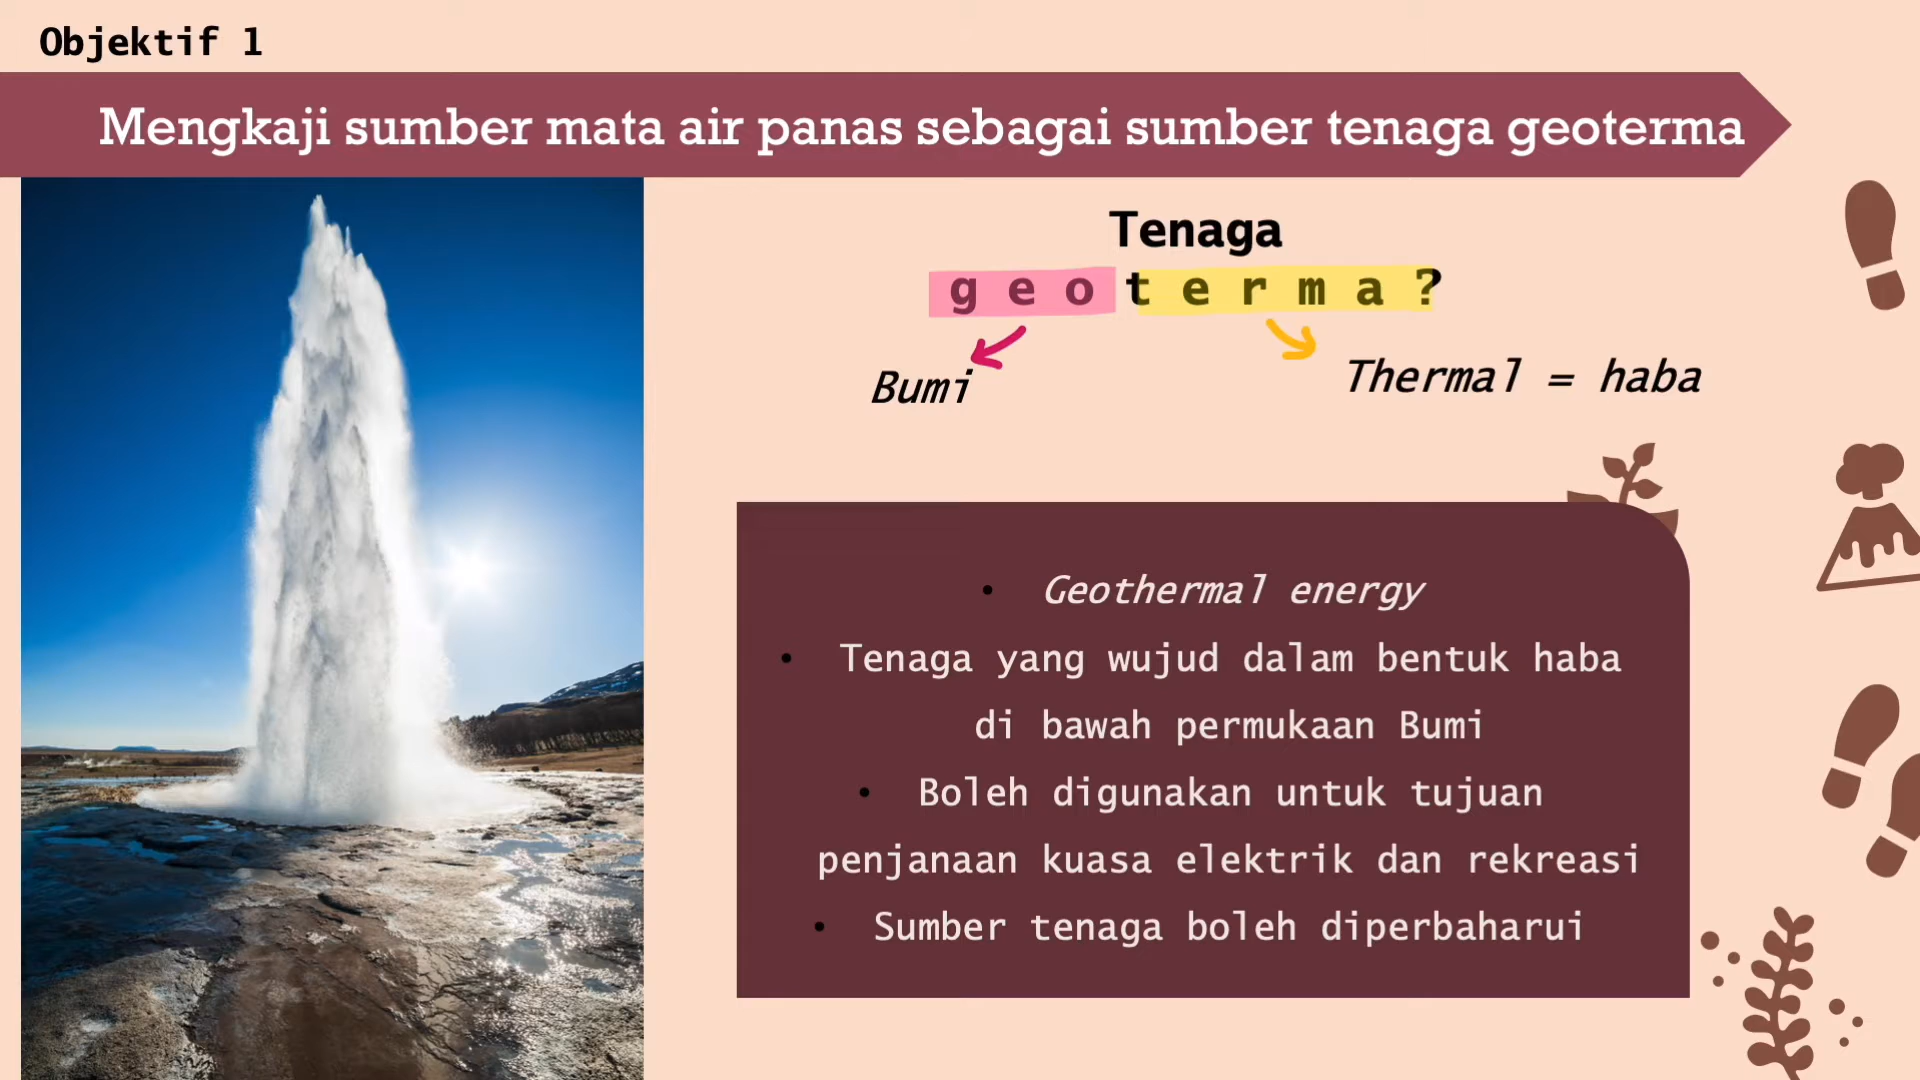 Objektif 1
Mengkaji sumber mata air panas sebagai sumber tenaga geoterma
Tenaga
geoterma?
Bumi
Thermal = haba
• Geothermal energy
• Tenaga yang wujud dalam bentuk haba
di bawah permukaan Bumi
• Boleh digunakan untuk tujuan
penjanaan kuasa elektrik dan rekreasi
• Sumber tenaga boleh diperbaharui